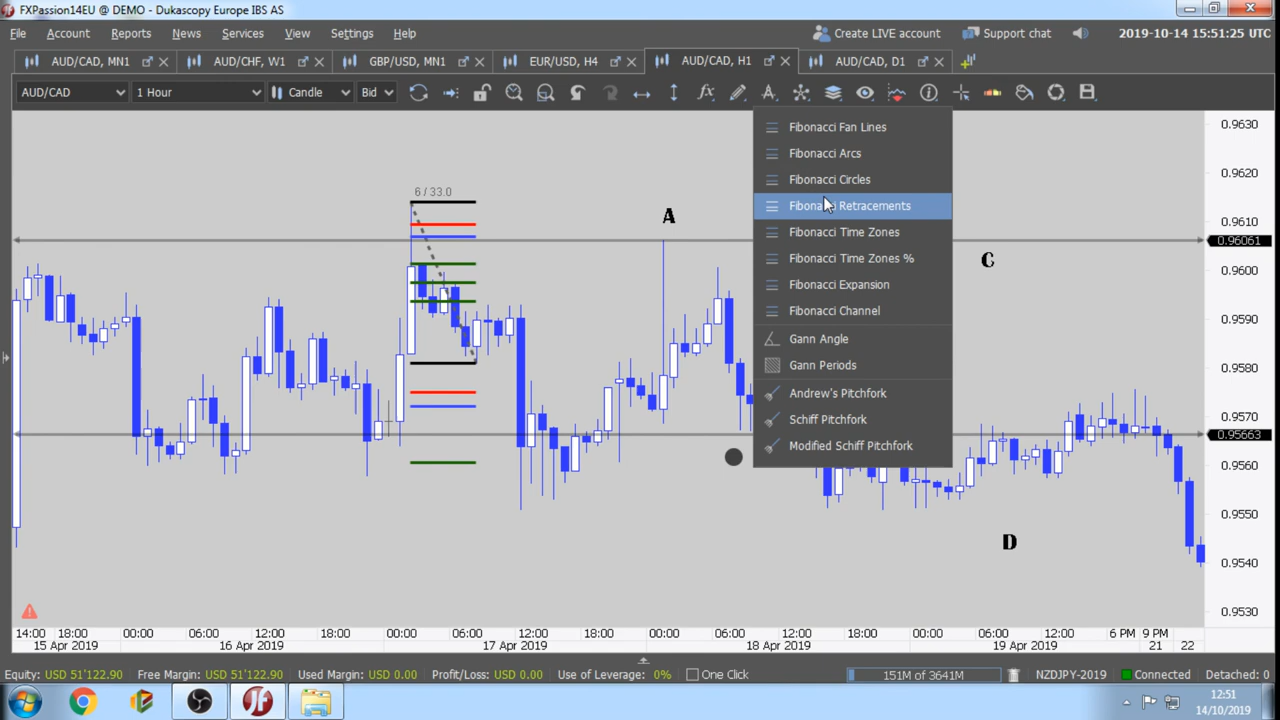 FXPassion14EU @ DEMO - Dukascopy Europe IBS AS
File Account Reports News Services View Settings Help Create LIVE account Support chat 2019-10-14 15:51:25 UTC
AUD/CAD, MN1 AUD/CHF, W1 GBP/USD, MN1 EUR/USD, H4 AUD/CAD, H1 AUD/CAD, D1
AUD/CAD 1 Hour Candle Bid
Fibonacci Fan Lines
Fibonacci Arcs
Fibonacci Circles
Fibonacci Retracements
Fibonacci Time Zones
Fibonacci Time Zones %
Fibonacci Expansion
Fibonacci Channel
Gann Angle
Gann Periods
Andrew's Pitchfork
Schiff Pitchfork
Modified Schiff Pitchfork
6 / 33.0
A
C
D
0.9630
0.9620
0.9610
0.96061
0.9600
0.9590
0.9580
0.9570
0.95663
0.9560
0.9550
0.9540
0.9530
14:00 18:00 00:00 06:00 12:00 18:00 00:00 06:00 12:00 18:00 00:00 06:00 12:00 18:00 00:00 06:00 12:00 6 PM 9 PM
15 Apr 2019 16 Apr 2019 17 Apr 2019 18 Apr 2019 19 Apr 2019 21 22
Equity: USD 51'122.90 Free Margin: USD 51'122.90 Used Margin: USD 0.00 Profit/Loss: USD 0.00 Use of Leverage: 0% One Click 151M of 3641M NZDJPY-2019 Connected Detached: 0
12:51
14/10/2019